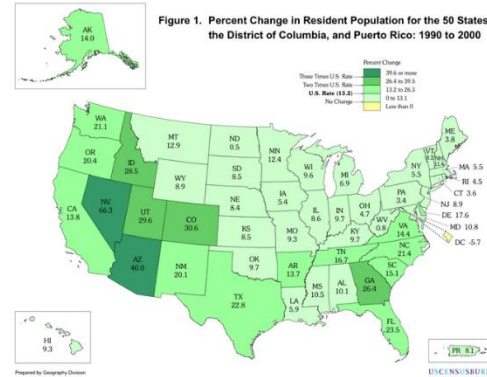 Figure 1. Percent Change in Resident Population for the 50 States
the District of Columbia, and Puerto Rico: 1990 to 2000
AK
14.0
Percent Change
Three Times U.S. Rate
39.6 or more
Two Times U.S. Rate
26.4 to 39.5
U.S. Rate (13.2)
13.2 to 26.3
No Change
0 to 13.1
Less than 0
WA
21.1
OR
20.4
CA
13.8
ID
28.5
NV
66.3
MT
12.9
WY
8.9
UT
29.6
AZ
40.0
CO
30.6
NM
20.1
ND
0.5
SD
8.5
NE
8.4
KS
8.5
OK
9.7
TX
22.8
MN
12.4
IA
5.4
MO
9.3
AR
13.7
LA
5.9
WI
9.6
IL
8.6
MI
6.9
IN
9.7
OH
4.7
KY
9.7
TN
16.7
MS
10.5
AL
10.1
GA
26.4
FL
23.5
SC
15.1
NC
21.4
VA
14.4
WV
0.8
PA
3.4
NY
5.5
VT
ME
3.8
MA 5.5
RI 4.5
CT 3.6
NJ 8.9
DE 17.6
MD 10.8
DC -5.7
HI
9.3
PR 8.1
Prepared by Geography Division
USCENSUSBURE